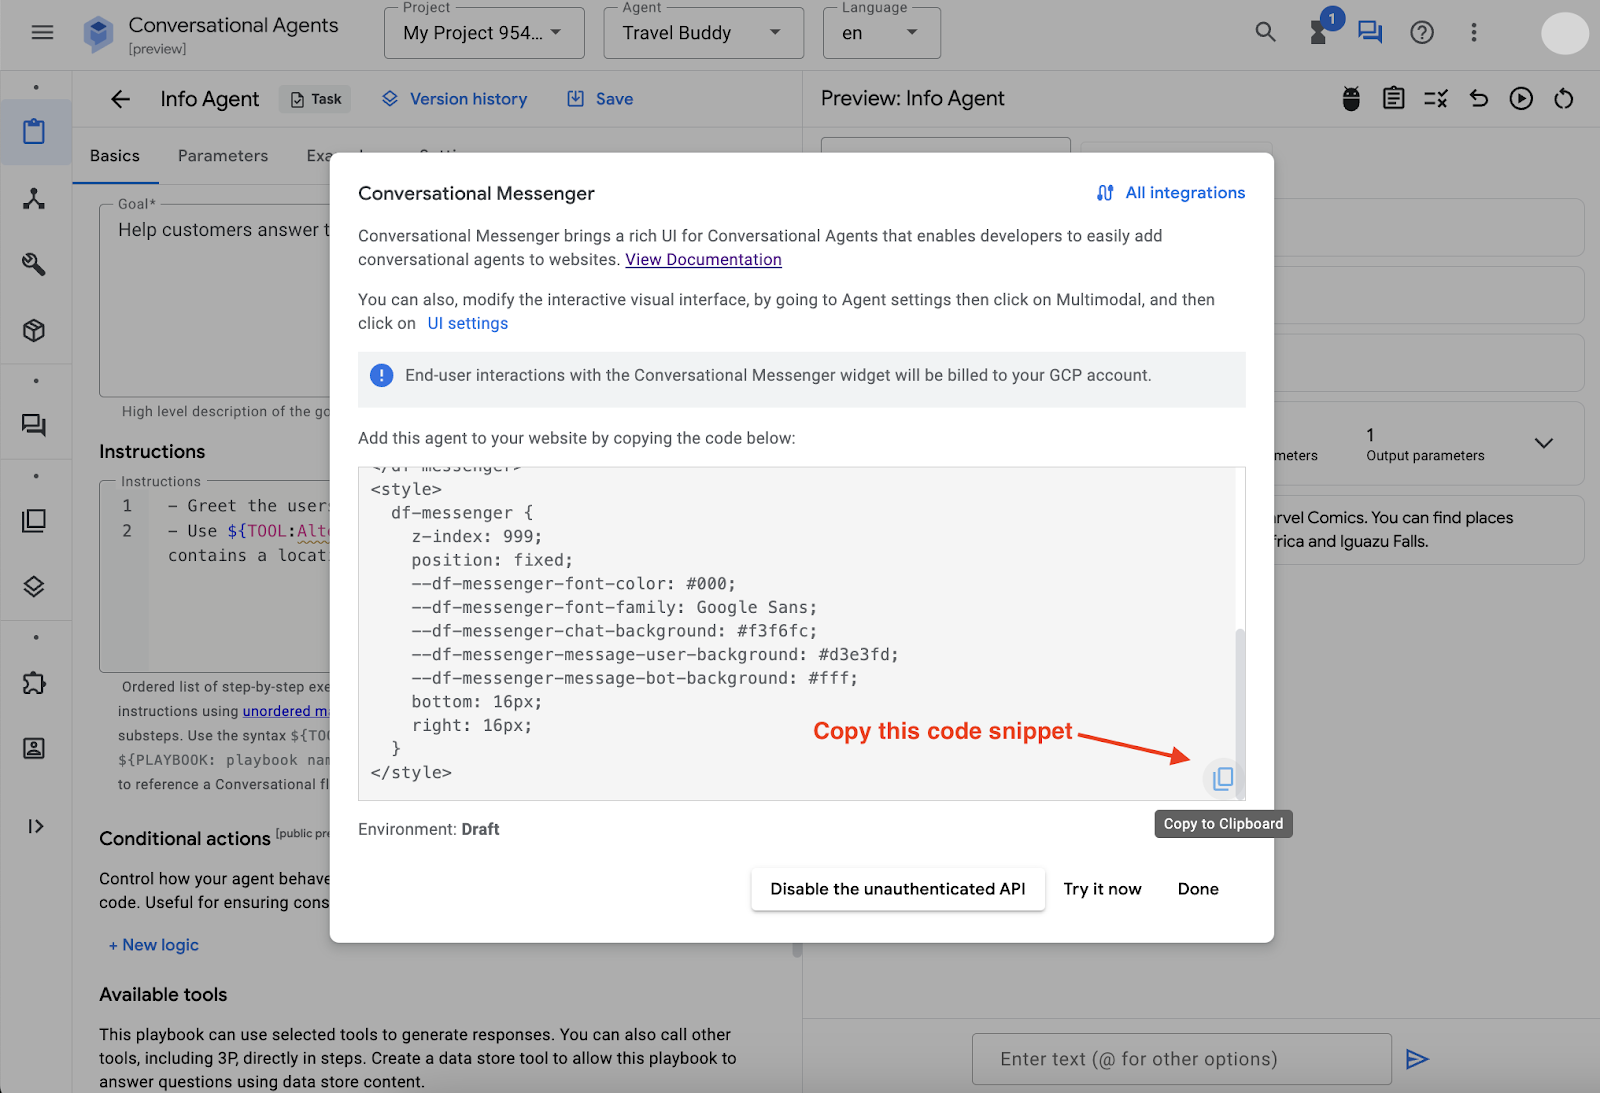 Conversational Agents
[preview]
Project
My Project 954...
Agent
Travel Buddy
Language
en
1
Info Agent
Task
Version history
Save
Preview: Info Agent
Basics
Parameters
Goal*
Help customers answer t
High level description of the go
Instructions
Instructions
1 - Greet the user
2 - Use ${TOOL:Alt
contains a locat
Ordered list of step-by-step exe
instructions using unordered m
substeps. Use the syntax ${TOO
${PLAYBOOK: playbook nam
to reference a Conversational fl
Conditional actions [public pre
Control how your agent behave
code. Useful for ensuring cons
+ New logic
Available tools
This playbook can use selected tools to generate responses. You can also call other
tools, including 3P, directly in steps. Create a data store tool to allow this playbook to
answer questions using data store content.
Conversational Messenger
All integrations
Conversational Messenger brings a rich UI for Conversational Agents that enables developers to easily add
conversational agents to websites. View Documentation
You can also, modify the interactive visual interface, by going to Agent settings then click on Multimodal, and then
click on UI settings
End-user interactions with the Conversational Messenger widget will be billed to your GCP account.
Add this agent to your website by copying the code below:
</df-messenger>
<style>
df-messenger {
z-index: 999;
position: fixed;
--df-messenger-font-color: #000;
--df-messenger-font-family: Google Sans;
--df-messenger-chat-background: #f3f6fc;
--df-messenger-message-user-background: #d3e3fd;
--df-messenger-message-bot-background: #fff;
bottom: 16px;
right: 16px;
}
</style>
Copy this code snippet
Copy to Clipboard
Environment: Draft
Disable the unauthenticated API
Try it now
Done
meters
1
Output parameters
rvel Comics. You can find places
frica and Iguazu Falls.
Enter text (@ for other options)